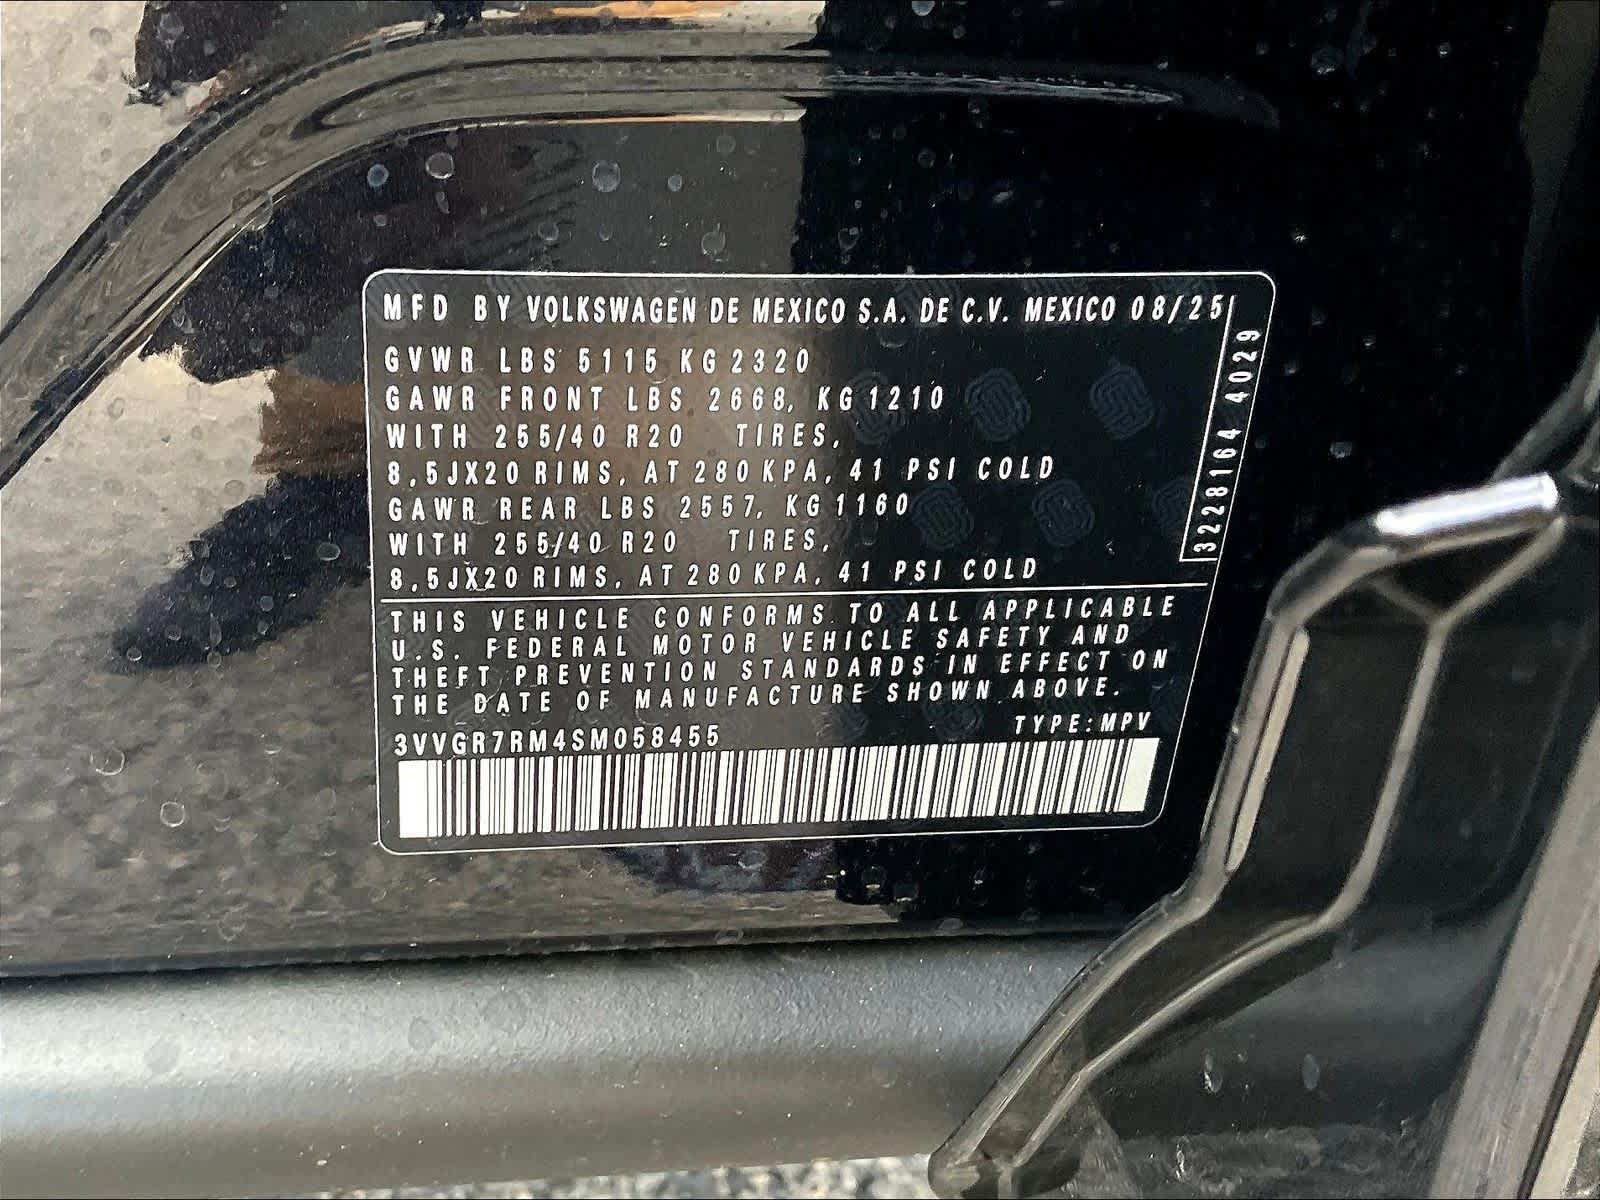 MFD BY VOLKSWAGEN DE MEXICO S.A. DE C.V. MEXICO 08/25
GVWR LBS 5115 KG 2320
GAWR FRONT LBS 2668, KG 1210
WITH 255/40 R20 TIRES,
8,5JX20 RIMS, AT 280 KPA, 41 PSI COLD
GAWR REAR LBS 2557, KG 1160
WITH 255/40 R20 TIRES,
8,5JX20 RIMS, AT 280 KPA, 41 PSI COLD
THIS VEHICLE CONFORMS TO ALL APPLICABLE
U.S. FEDERAL MOTOR VEHICLE SAFETY AND
THEFT PREVENTION STANDARDS IN EFFECT ON
THE DATE OF MANUFACTURE SHOWN ABOVE.
3VVGR7RM4SM058455 TYPE:MPV
3228164 4029